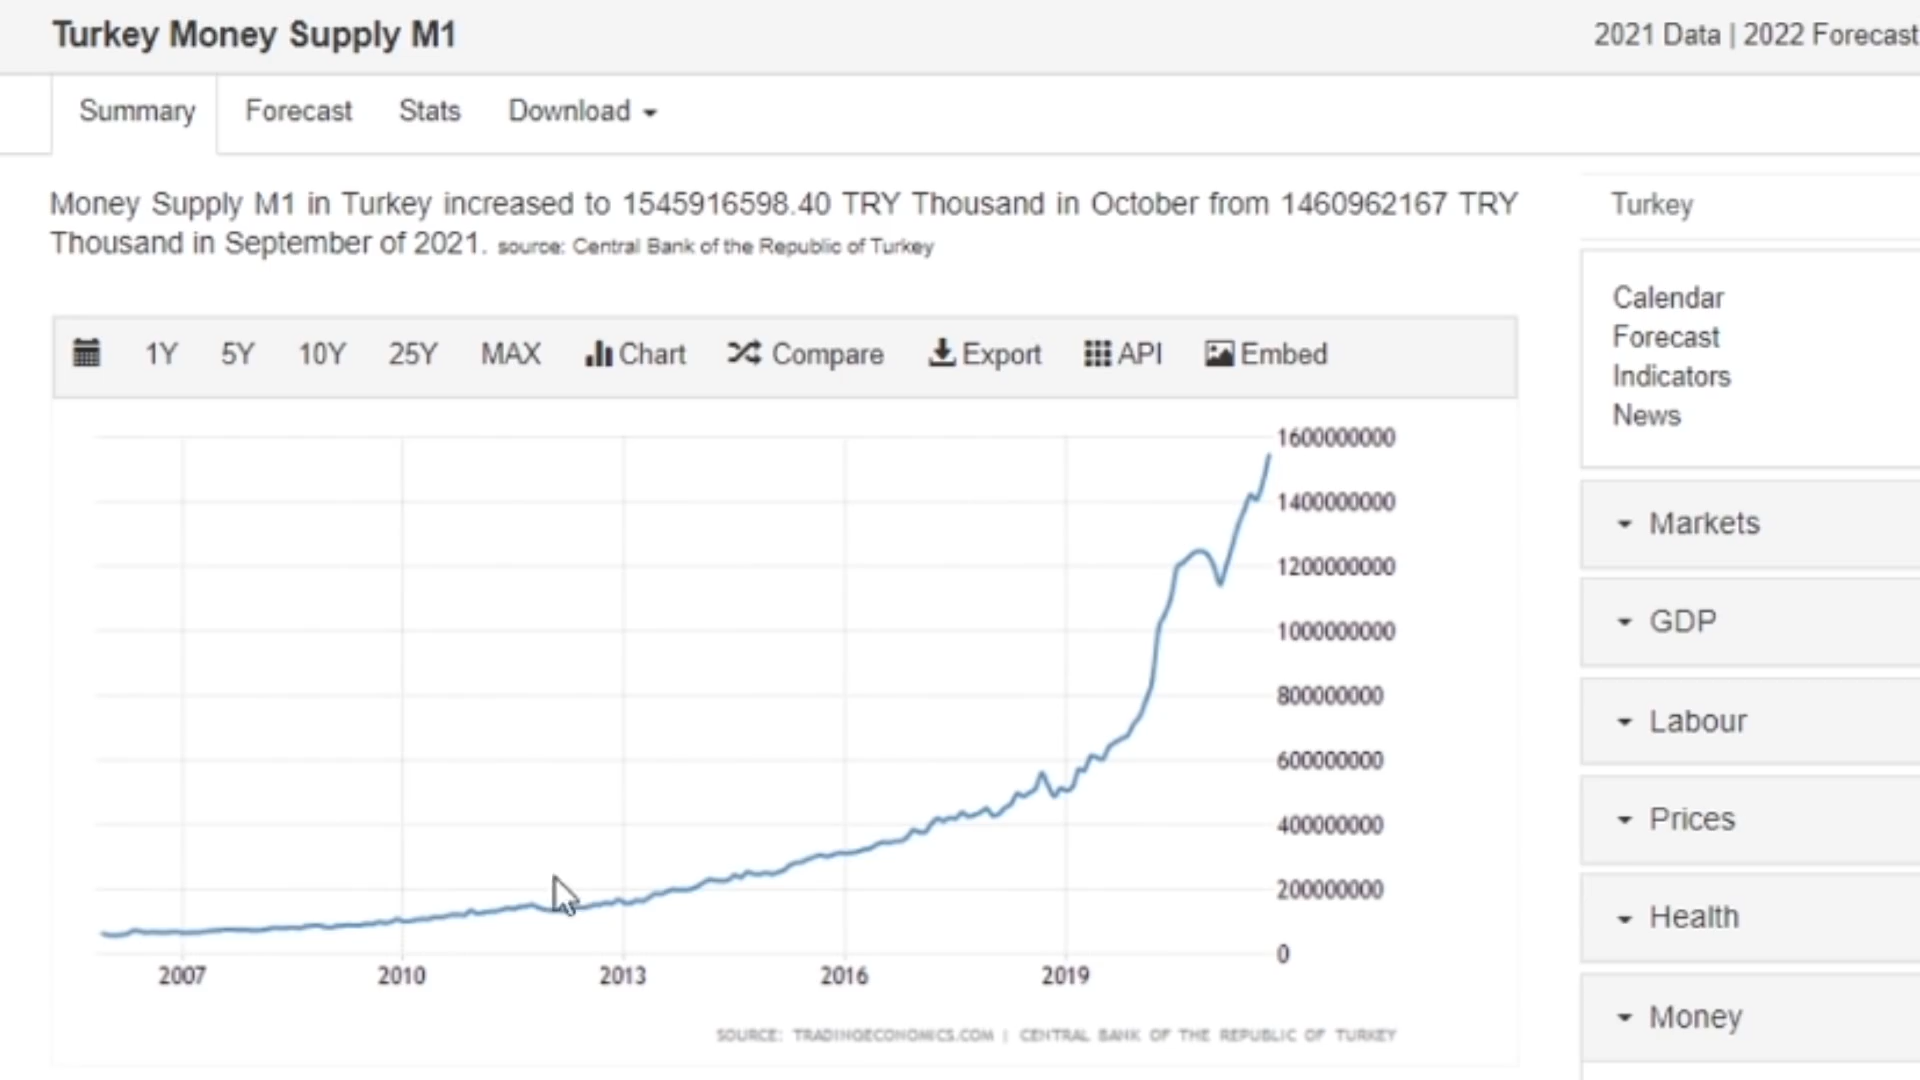 Turkey Money Supply M1
2021 Data | 2022 Forecast
Summary Forecast Stats Download
Money Supply M1 in Turkey increased to 1545916598.40 TRY Thousand in October from 1460962167 TRY
Thousand in September of 2021. source: Central Bank of the Republic of Turkey
1Y 5Y 10Y 25Y MAX Chart Compare Export API Embed
1600000000
1400000000
1200000000
1000000000
800000000
600000000
400000000
200000000
0
2007 2010 2013 2016 2019
SOURCE: TRADINGECONOMICS.COM | CENTRAL BANK OF THE REPUBLIC OF TURKEY
Turkey
Calendar
Forecast
Indicators
News
Markets
GDP
Labour
Prices
Health
Money